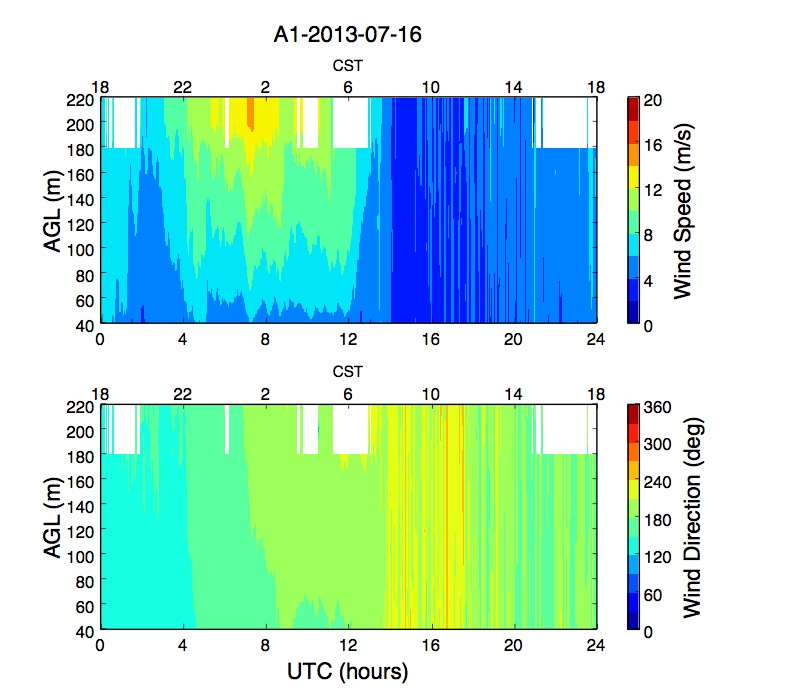 A1-2013-07-16
CST
18 22 2 6 10 14 18
220
200
180
160
140
120
100
80
60
40
AGL (m)
0 4 8 12 16 20 24
20
16
12
8
4
0
Wind Speed (m/s)
CST
18 22 2 6 10 14 18
220
200
180
160
140
120
100
80
60
40
AGL (m)
0 4 8 12 16 20 24
UTC (hours)
360
300
240
180
120
60
0
Wind Direction (deg)